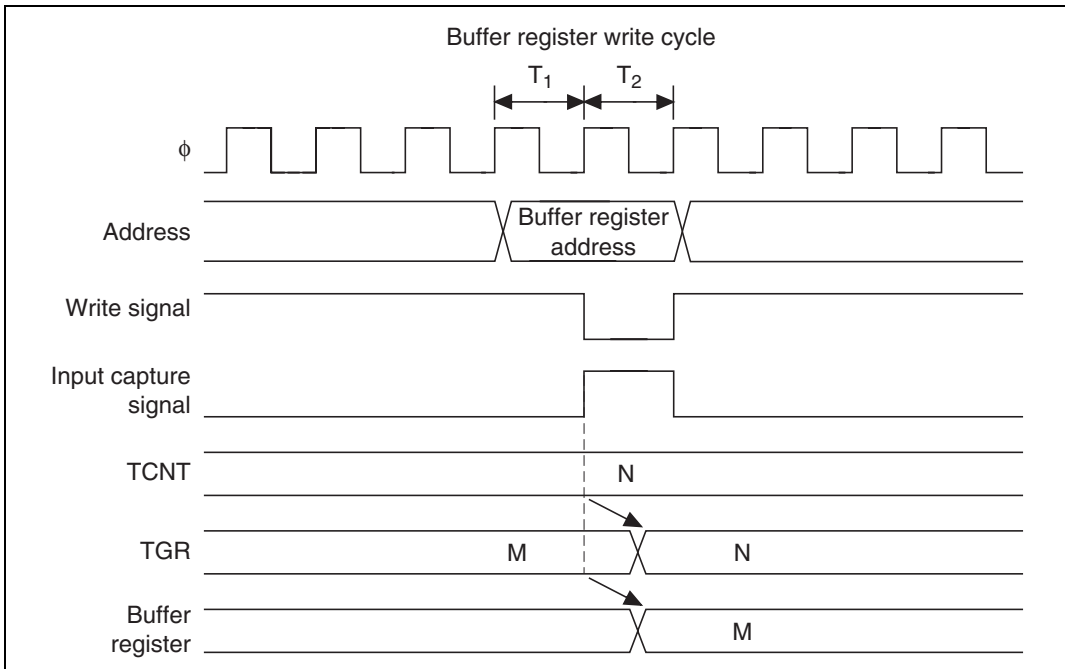 Buffer register write cycle
T1 T2
ϕ
Address
Buffer register
address
Write signal
Input capture
signal
TCNT
N
TGR
M N
Buffer
register
M